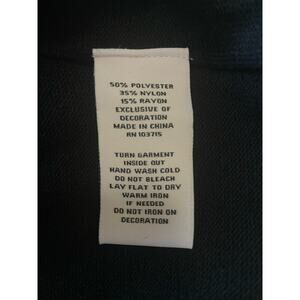 50% POLYESTER
35% NYLON
15% RAYON
EXCLUSIVE OF
DECORATION
MADE IN CHINA
RN 103715
TURN GARMENT
INSIDE OUT
HAND WASH COLD
DO NOT BLEACH
LAY FLAT TO DRY
WARM IRON
IF NEEDED
DO NOT IRON ON
DECORATION